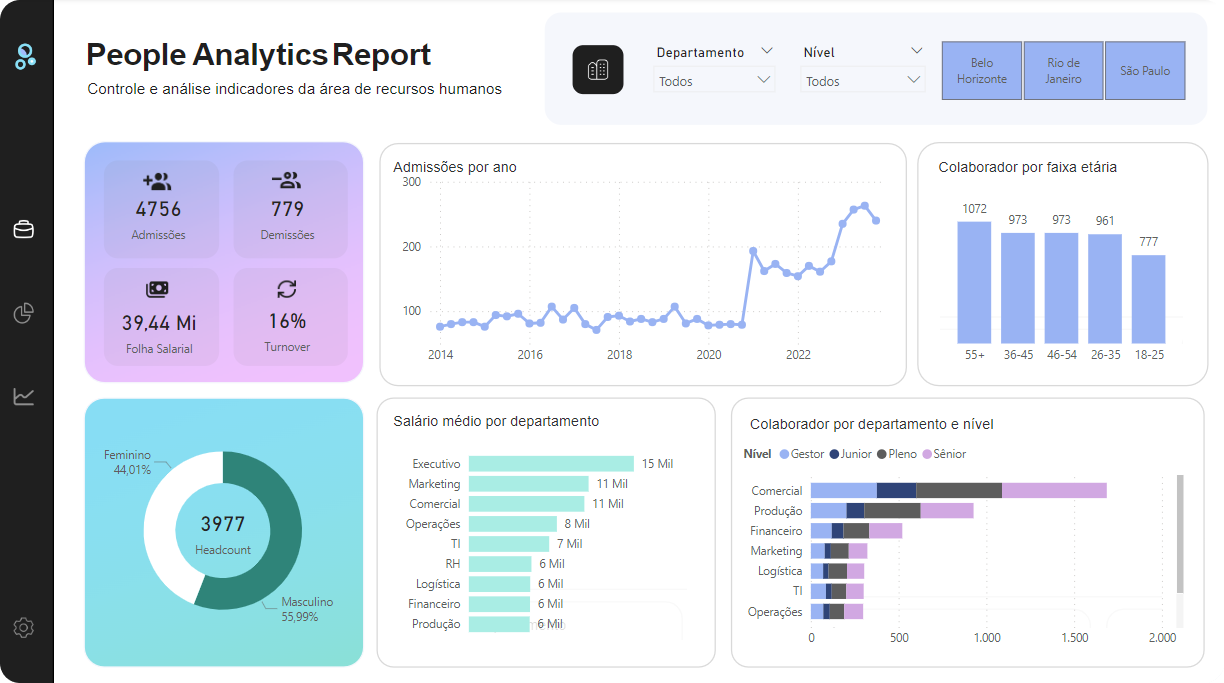 People Analytics Report
Controle e análise indicadores da área de recursos humanos
Departamento
Todos
Nível
Todos
Belo
Horizonte
Rio de
Janeiro
São Paulo
4756
Admissões
779
Demissões
39,44 Mi
Folha Salarial
16%
Turnover
Admissões por ano
300
200
100
2014
2016
2018
2020
2022
Colaborador por faixa etária
1072
973
973
961
777
55+
36-45
46-54
26-35
18-25
Feminino
44,01%
3977
Headcount
Masculino
55,99%
Salário médio por departamento
Executivo 15 Mil
Marketing 11 Mil
Comercial 11 Mil
Operações 8 Mil
TI 7 Mil
RH 6 Mil
Logística 6 Mil
Financeiro 6 Mil
Produção 6 Mil
Colaborador por departamento e nível
Nível Gestor Junior Pleno Sênior
Comercial
Produção
Financeiro
Marketing
Logística
TI
Operações
0 500 1.000 1.500 2.000